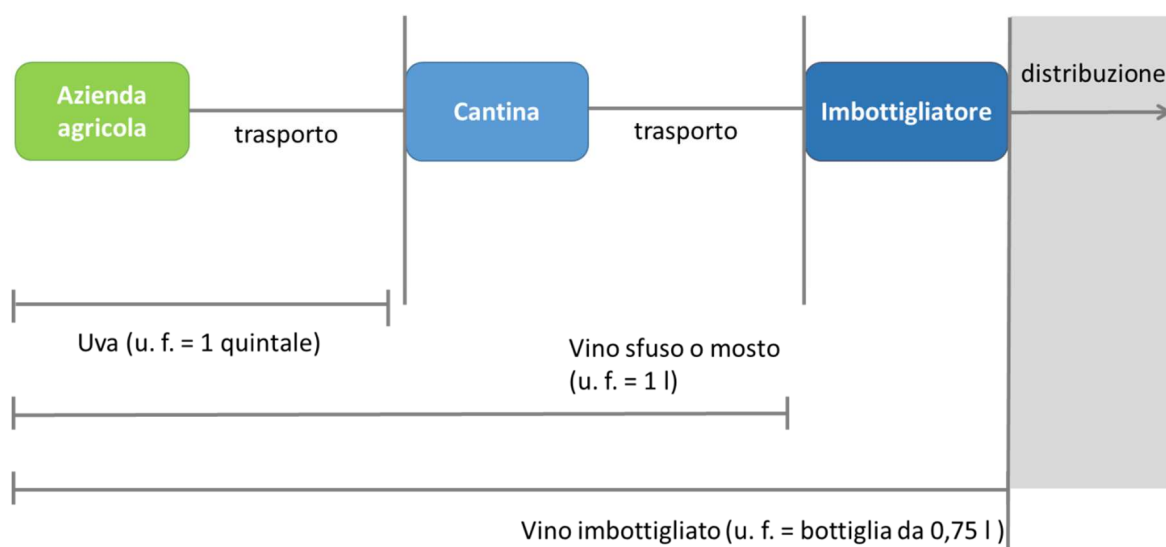 Azienda
agricola
trasporto
Cantina
trasporto
Imbottigliatore
distribuzione
Uva (u. f. = 1 quintale)
Vino sfuso o mosto
(u. f. = 1 l)
Vino imbottigliato (u. f. = bottiglia da 0,75 l )